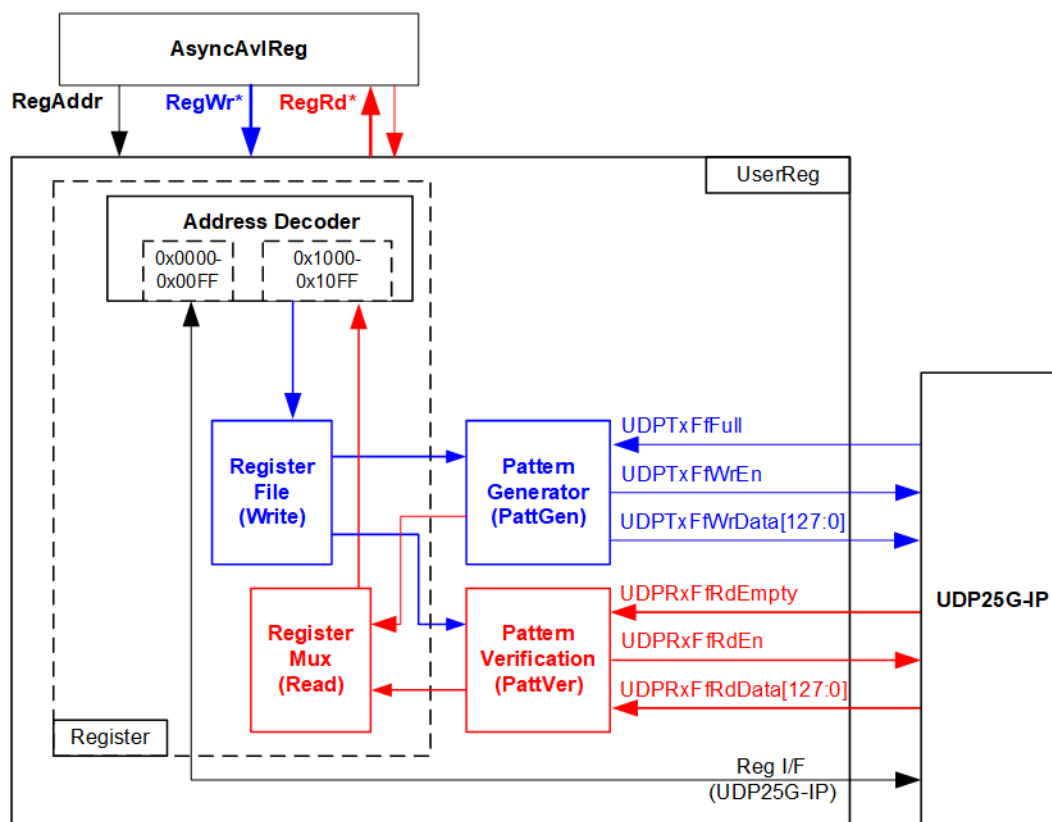 AsyncAvlReg
RegAddr
RegWr*
RegRd*
UserReg
Address Decoder
0x0000-
0x00FF
0x1000-
0x10FF
Register
File
(Write)
Pattern
Generator
(PattGen)
UDPTxFfFull
UDPTxFfWrEn
UDPTxFfWrData[127:0]
Register
Mux
(Read)
Pattern
Verification
(PattVer)
UDPRxFfRdEmpty
UDPRxFfRdEn
UDPRxFfRdData[127:0]
UDP25G-IP
Register
Reg I/F
(UDP25G-IP)